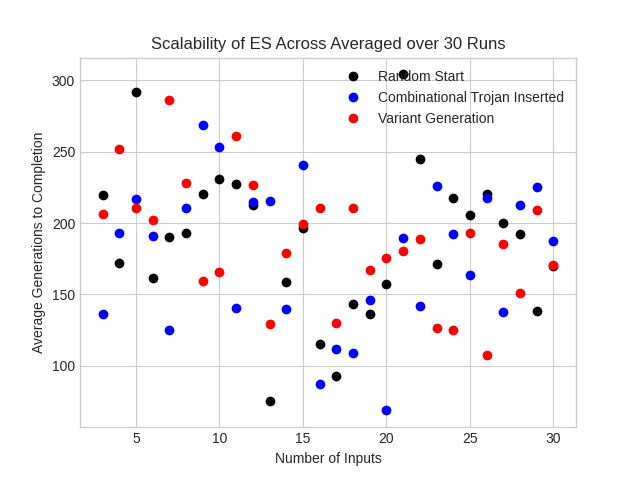 Scalability of ES Across Averaged over 30 Runs
Random Start
Combinational Trojan Inserted
Variant Generation
Average Generations to Completion
300
250
200
150
100
5 10 15 20 25 30
Number of Inputs